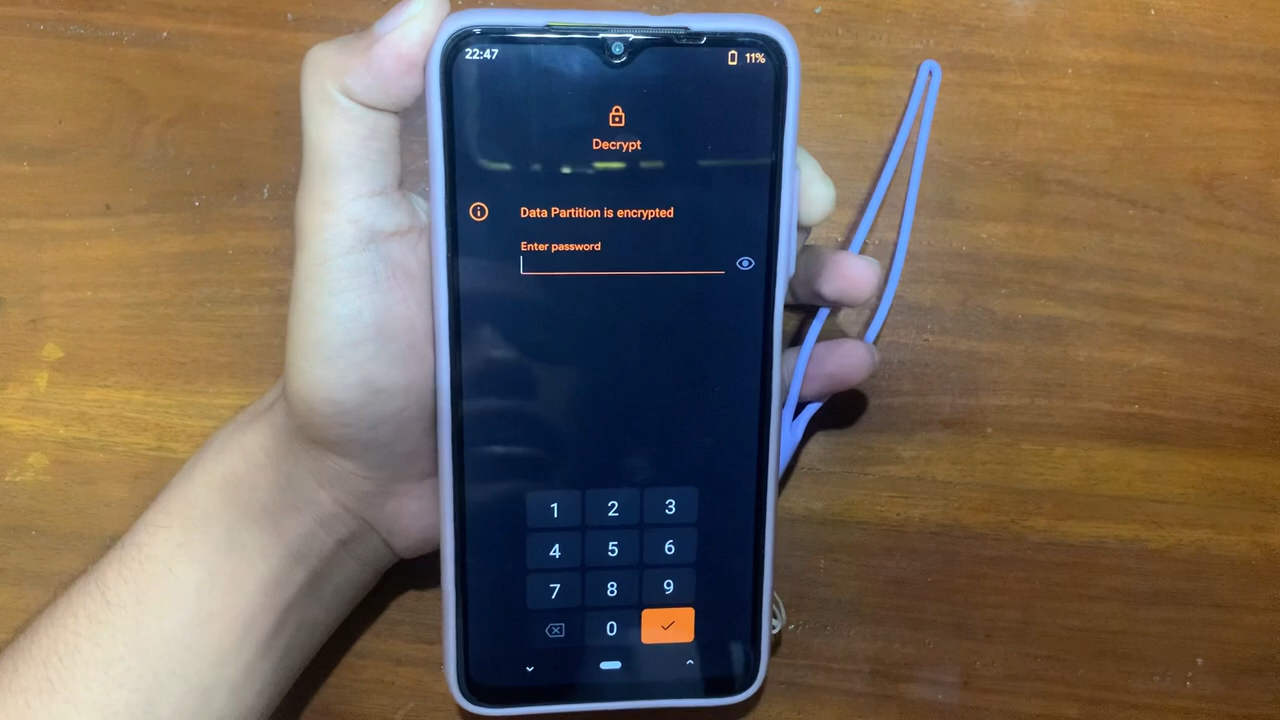 22:47
11%
Decrypt
Data Partition is encrypted
Enter password
1 2 3
4 5 6
7 8 9
0